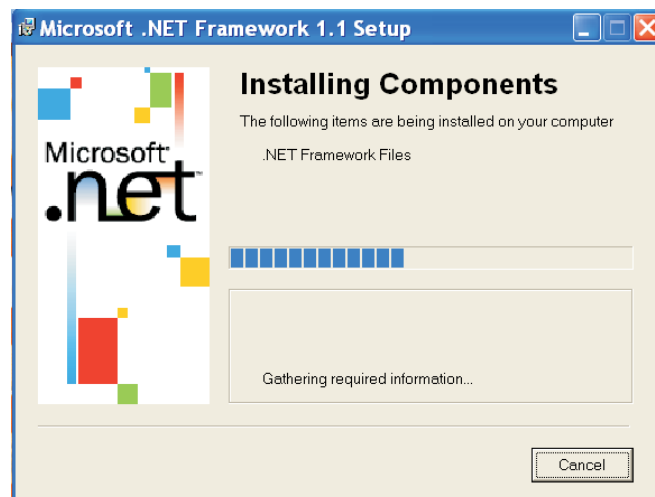 Microsoft .NET Framework 1.1 Setup
Installing Components
The following items are being installed on your computer
.NET Framework Files
Microsoft
.net
Gathering required information...
Cancel